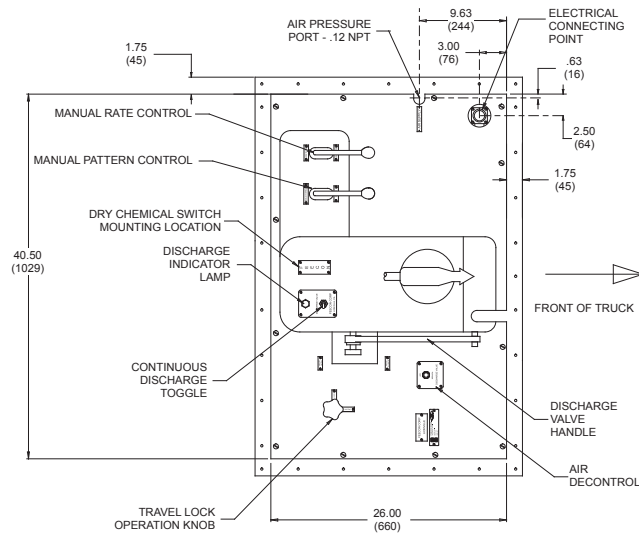 9.63
(244)
AIR PRESSURE
PORT - .12 NPT
ELECTRICAL
CONNECTING
POINT
3.00
(76)
1.75
(45)
.63
(16)
MANUAL RATE CONTROL
2.50
(64)
MANUAL PATTERN CONTROL
1.75
(45)
DRY CHEMICAL SWITCH
MOUNTING LOCATION
40.50
(1029)
DISCHARGE
INDICATOR
LAMP
FRONT OF TRUCK
CONTINUOUS
DISCHARGE
TOGGLE
DISCHARGE
VALVE
HANDLE
AIR
DECONTROL
TRAVEL LOCK
OPERATION KNOB
26.00
(660)